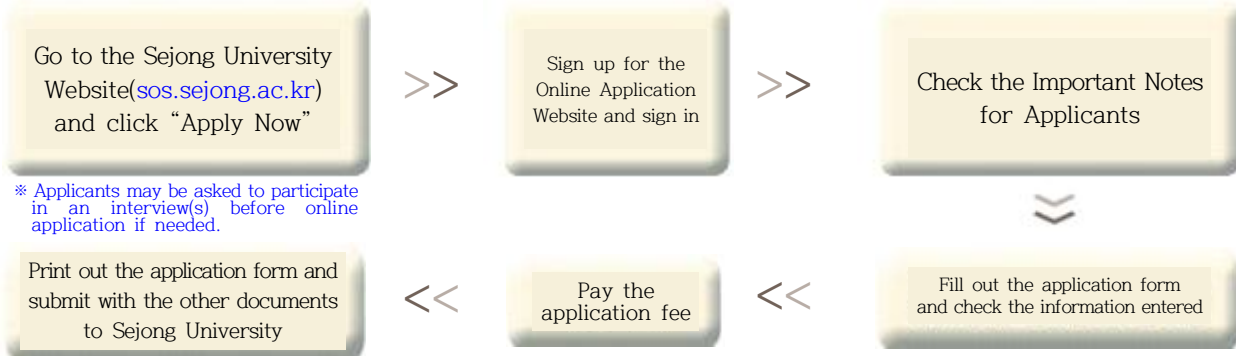 Go to the Sejong University
Website(sos.sejong.ac.kr)
and click “Apply Now”
>>
Sign up for the
Online Application
Website and sign in
>>
Check the Important Notes
for Applicants
※ Applicants may be asked to participate
in an interview(s) before online
application if needed.
Fill out the application form
and check the information entered
<<
Pay the
application fee
<<
Print out the application form and
submit with the other documents
to Sejong University